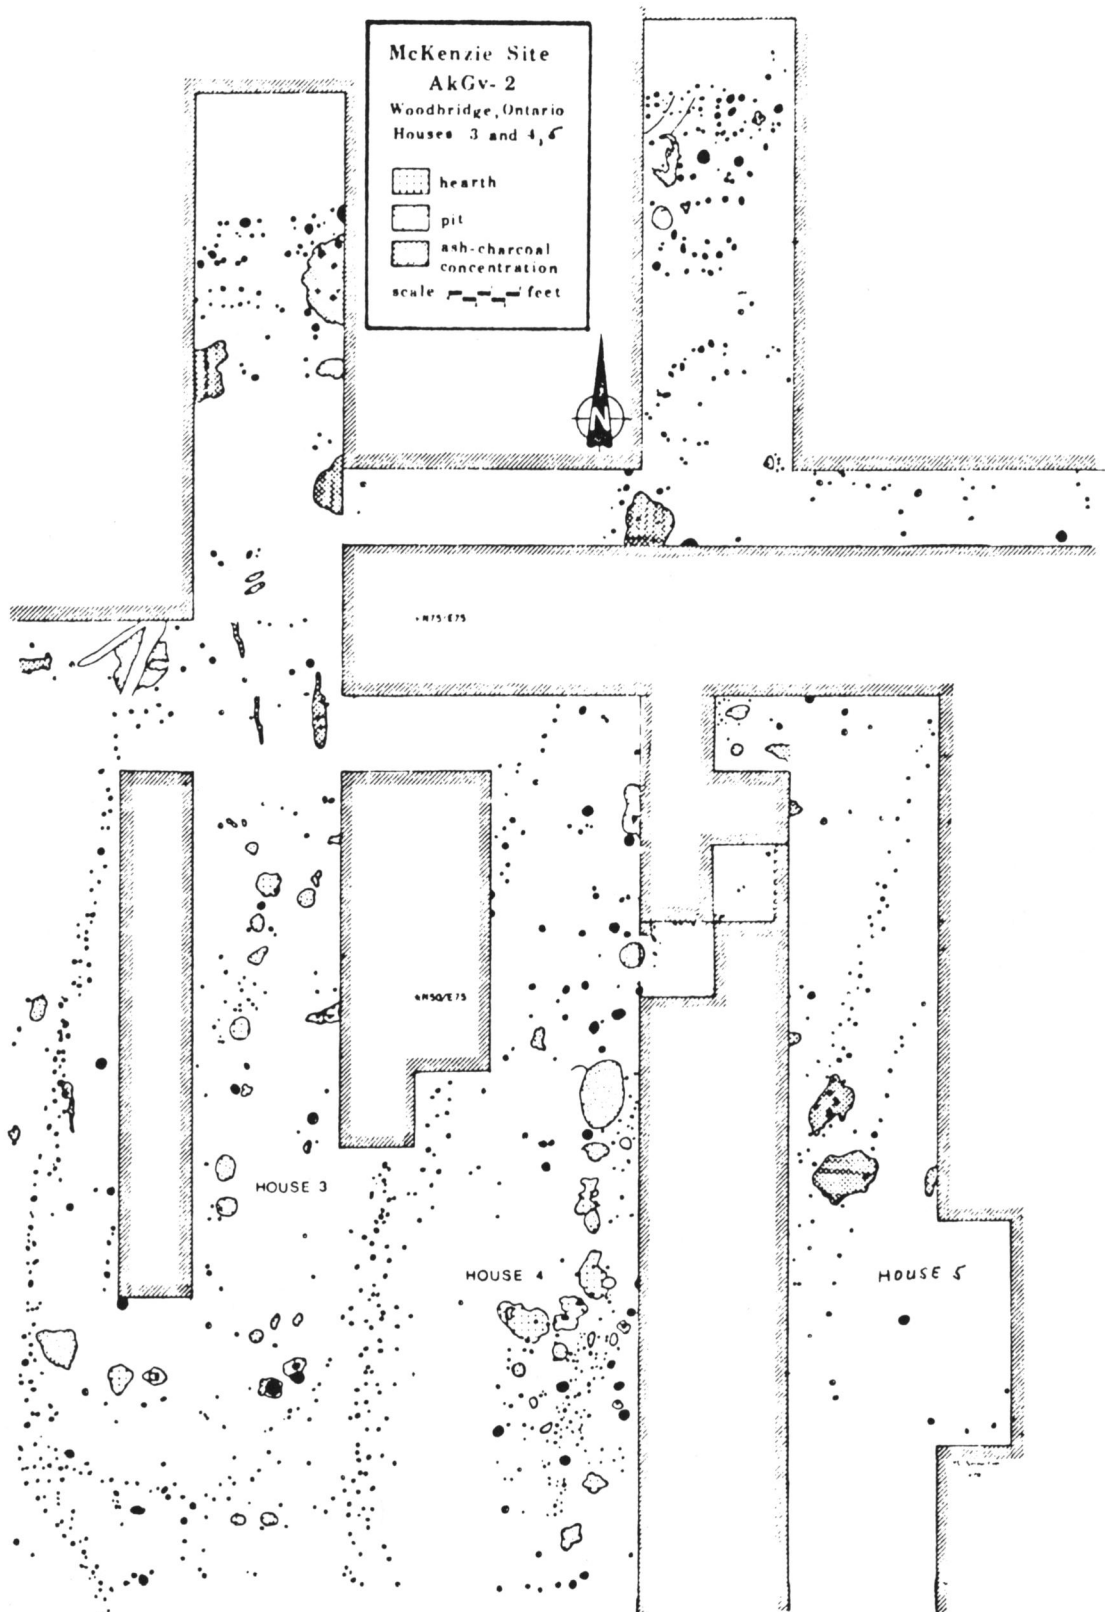 McKenzie Site
AkGv-2
Woodbridge, Ontario
Houses 3 and 4, 5
hearth
pit
ash-charcoal
concentration
scale feet
N
N75/E75
N50/E75
HOUSE 3
HOUSE 4
HOUSE 5